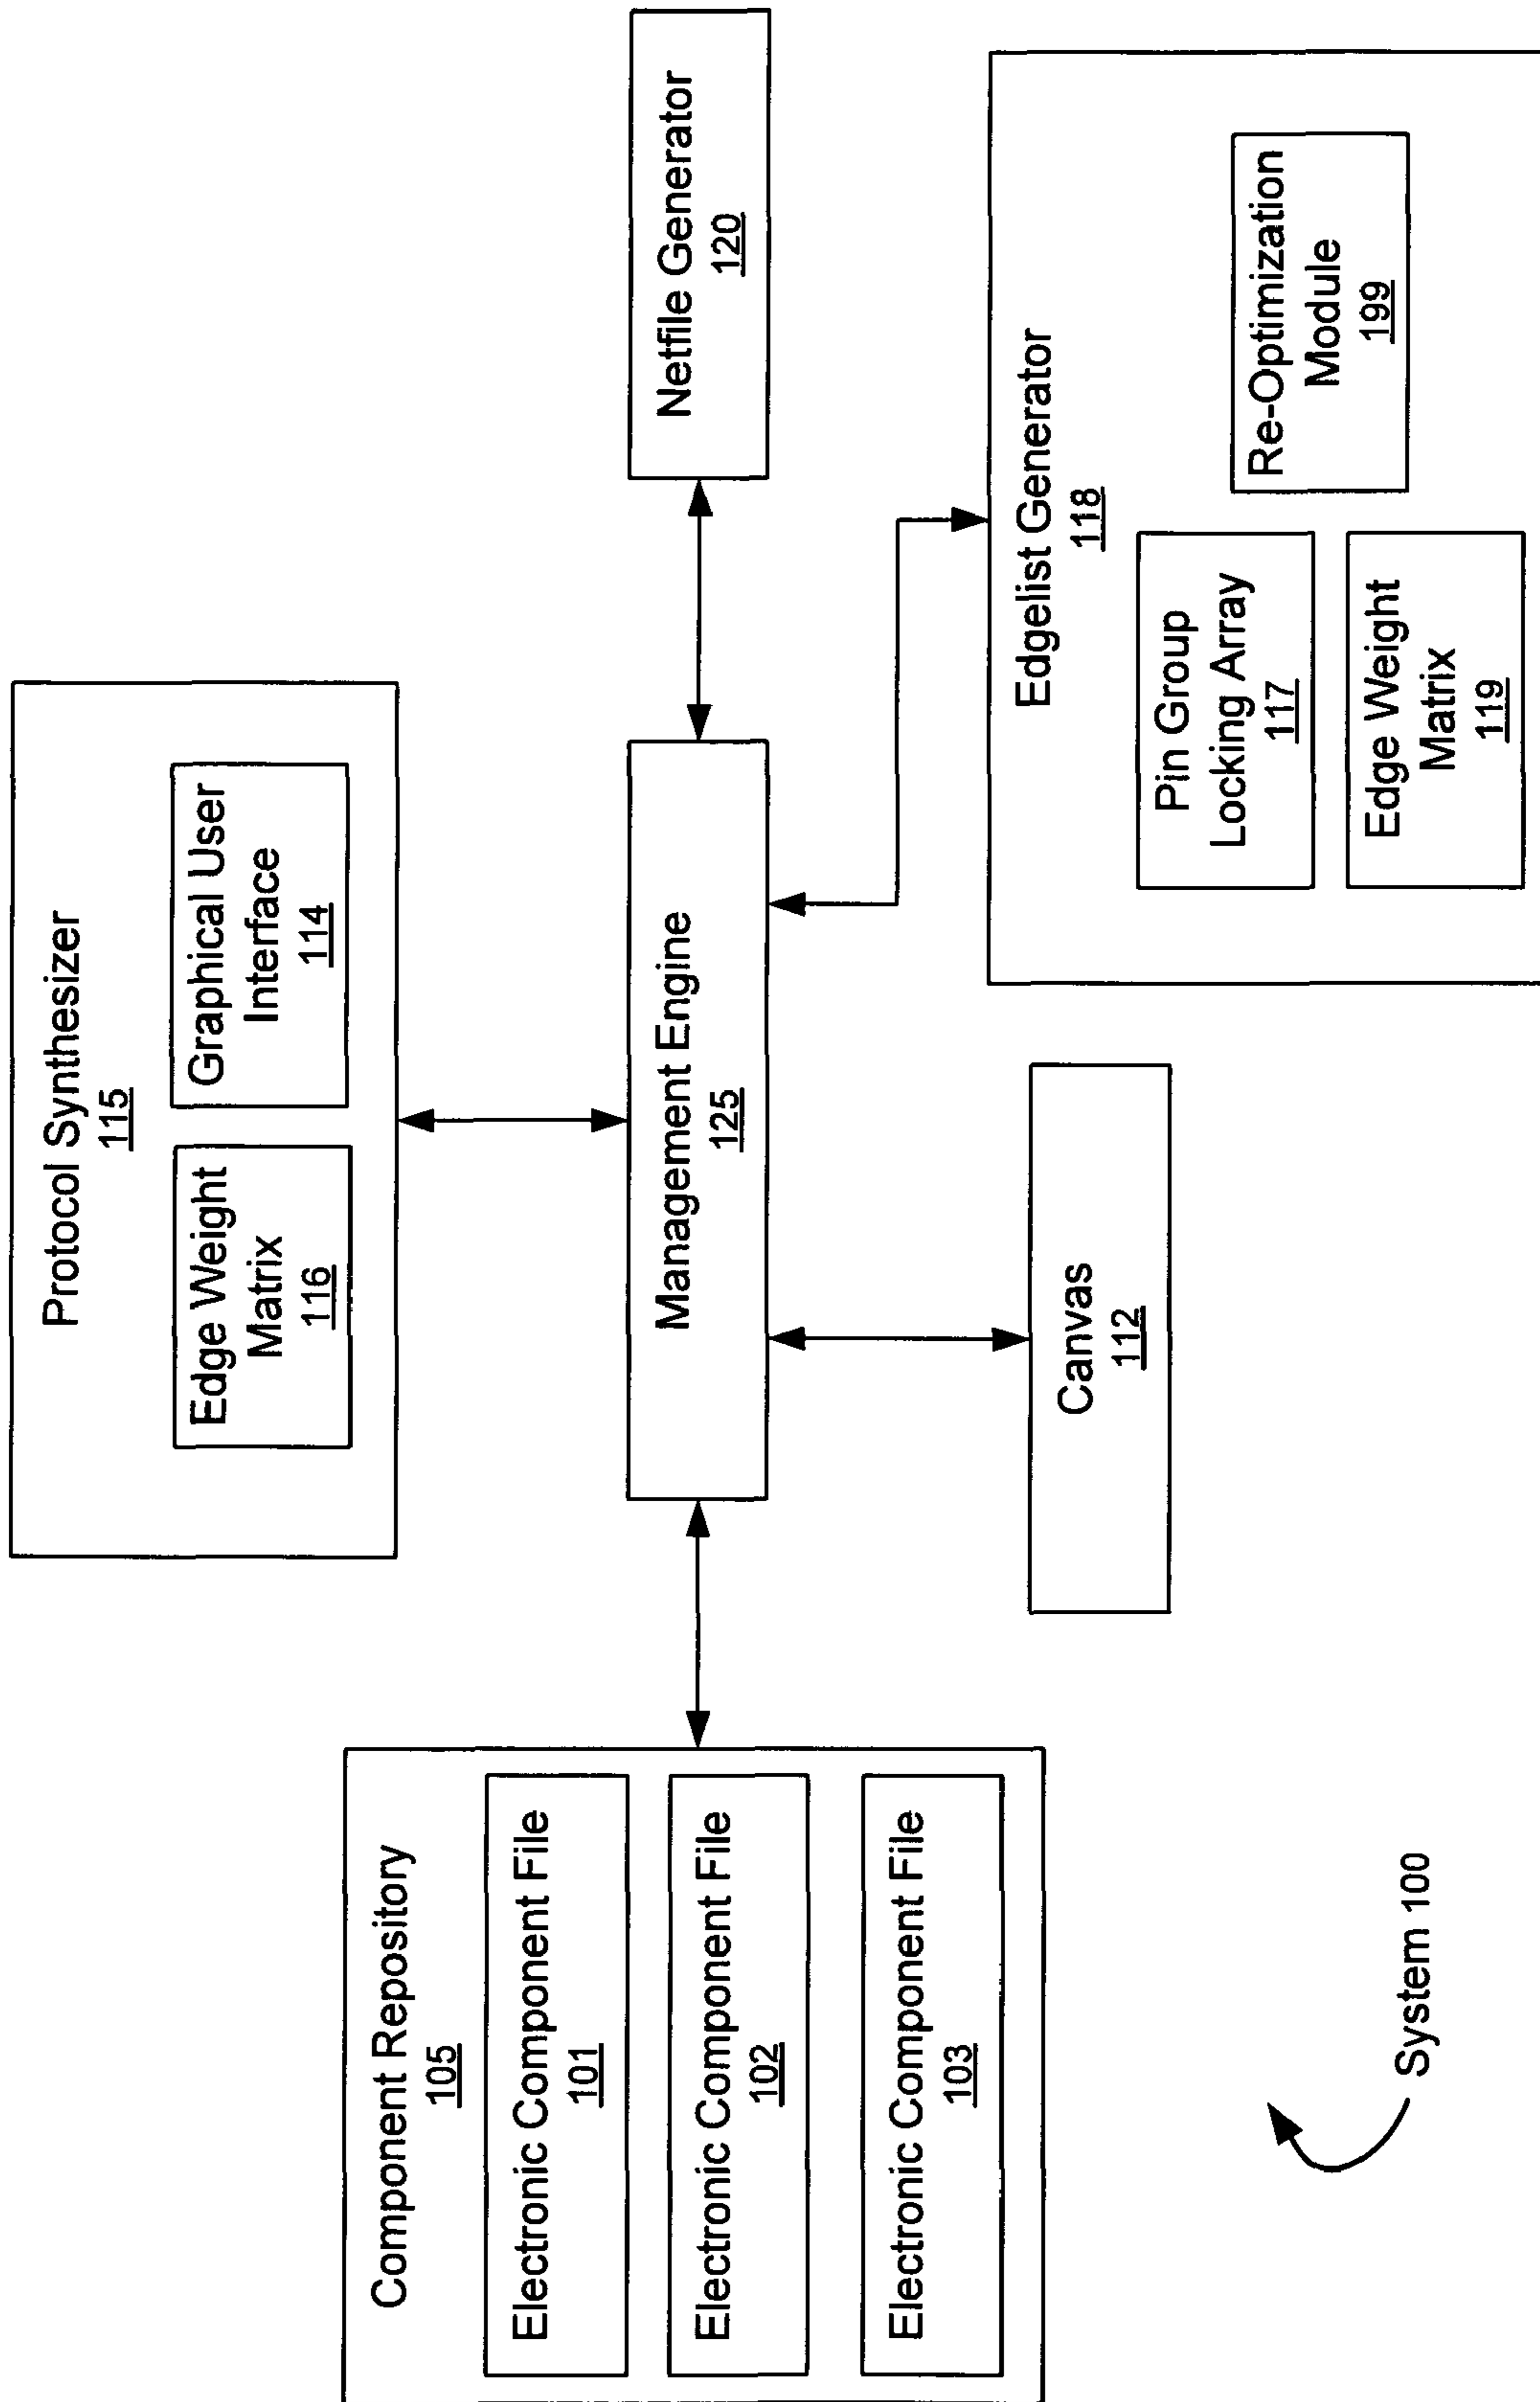 Protocol Synthesizer
115
Edge Weight
Matrix
116
Graphical User
Interface
114
Component Repository
105
Electronic Component File
101
Electronic Component File
102
Electronic Component File
103
Management Engine
125
Netfile Generator
120
Canvas
112
Edgelist Generator
118
Pin Group
Locking Array
117
Edge Weight
Matrix
119
Re-Optimization
Module
199
System 100